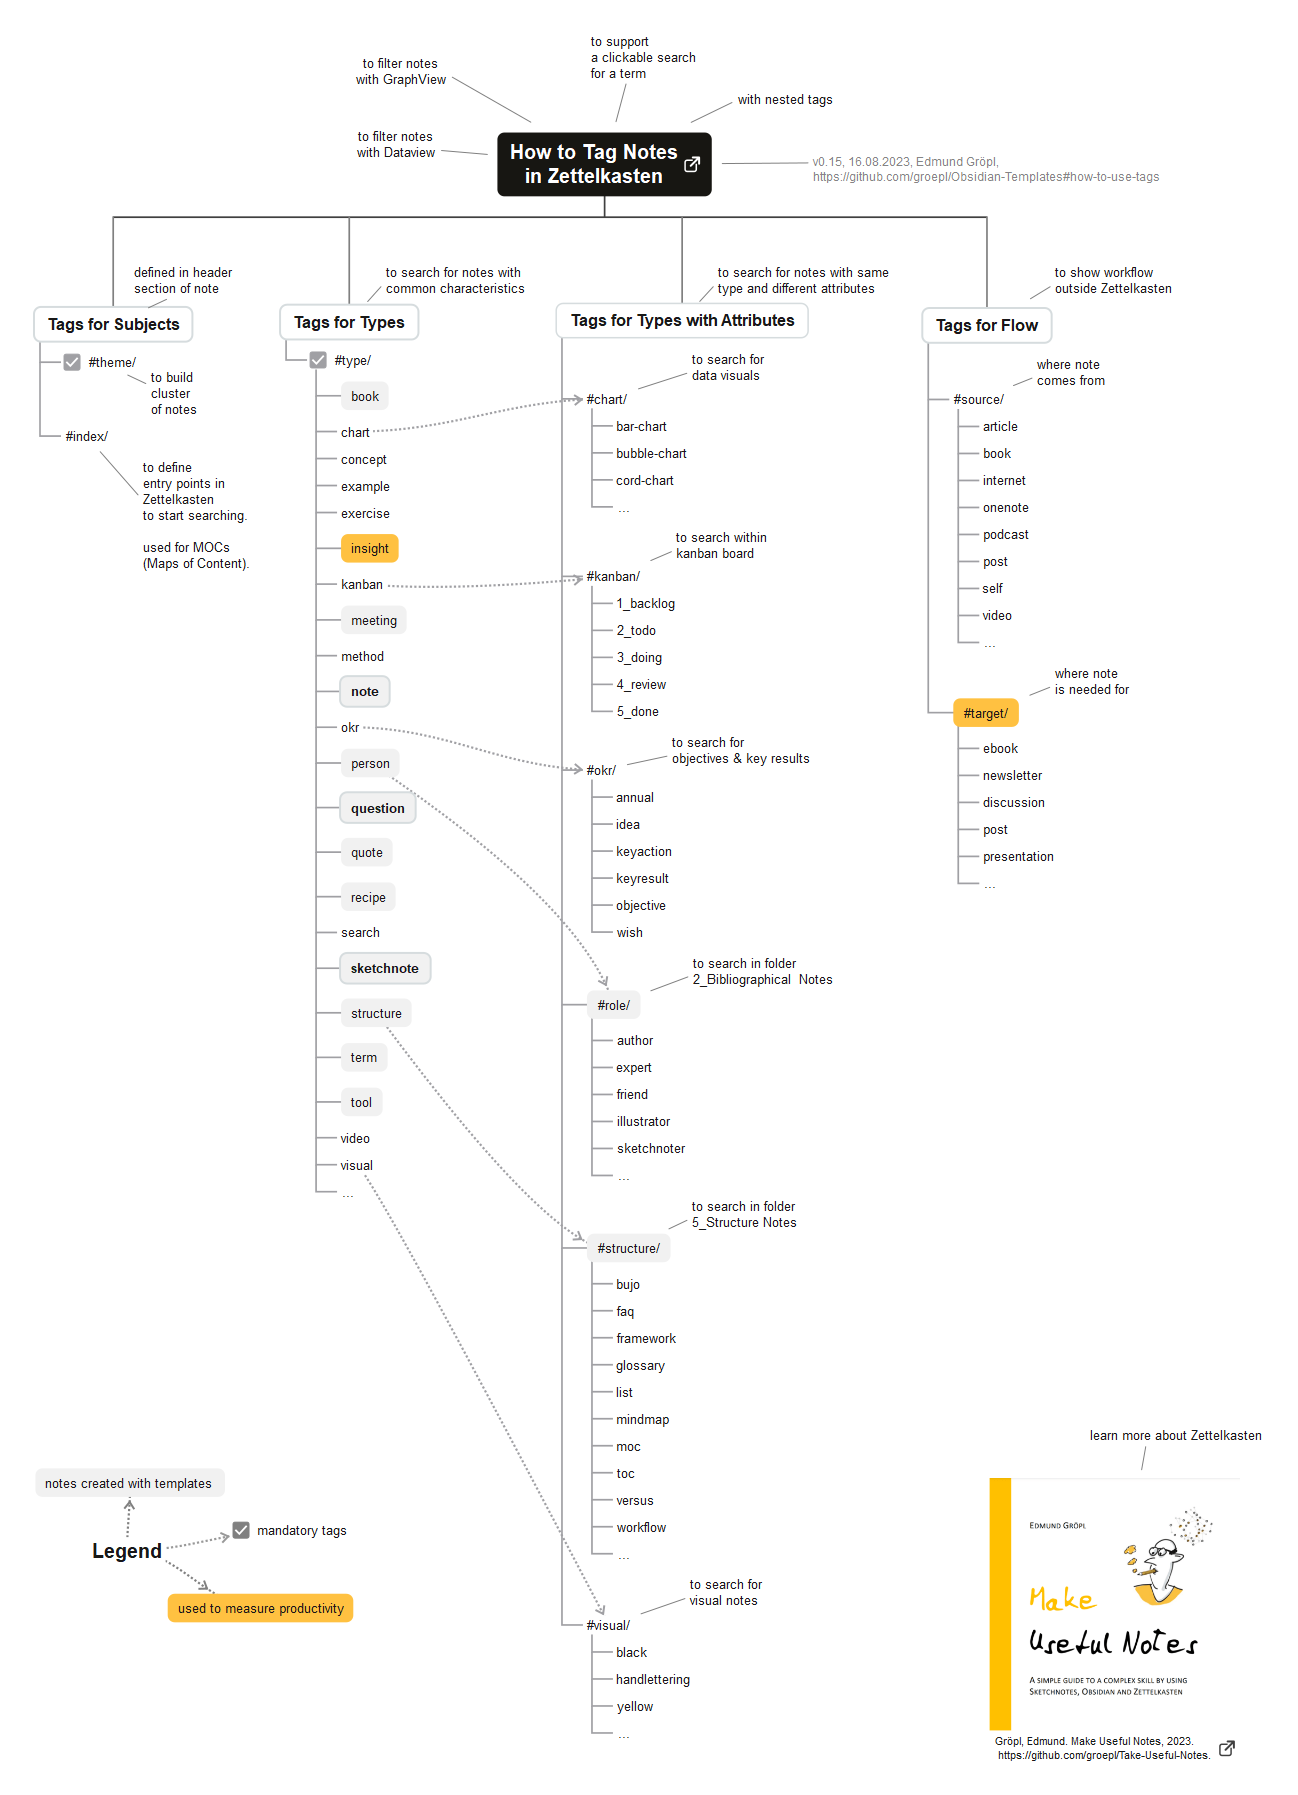 to support
a clickable search
for a term
to filter notes
with GraphView
with nested tags
to filter notes
with Dataview
How to Tag Notes
in Zettelkasten
v0.15, 16.08.2023, Edmund Gröpl,
https://github.com/groepl/Obsidian-Templates#how-to-use-tags
defined in header
section of note
Tags for Subjects
#theme/
to build
cluster
of notes
#index/
to define
entry points in
Zettelkasten
to start searching.
used for MOCs
(Maps of Content).
to search for notes with
common characteristics
Tags for Types
#type/
book
chart
concept
example
exercise
insight
kanban
meeting
method
note
okr
person
question
quote
recipe
search
sketchnote
structure
term
tool
video
visual
...
to search for notes with same
type and different attributes
Tags for Types with Attributes
to search for
data visuals
#chart/
bar-chart
bubble-chart
cord-chart
...
to search within
kanban board
#kanban/
1_backlog
2_todo
3_doing
4_review
5_done
to search for
objectives & key results
#okr/
annual
idea
keyaction
keyresult
objective
wish
to search in folder
2_Bibliographical Notes
#role/
author
expert
friend
illustrator
sketchnoter
...
to search in folder
5_Structure Notes
#structure/
bujo
faq
framework
glossary
list
mindmap
moc
toc
versus
workflow
...
to search for
visual notes
#visual/
black
handlettering
yellow
...
to show workflow
outside Zettelkasten
Tags for Flow
where note
comes from
#source/
article
book
internet
onenote
podcast
post
self
video
...
where note
is needed for
#target/
ebook
newsletter
discussion
post
presentation
...
notes created with templates
Legend
mandatory tags
used to measure productivity
learn more about Zettelkasten
Edmund Gröpl
Make
Useful Notes
A simple guide to a complex skill by using
Sketchnotes, Obsidian and Zettelkasten
Gröpl, Edmund. Make Useful Notes, 2023.
https://github.com/groepl/Take-Useful-Notes.